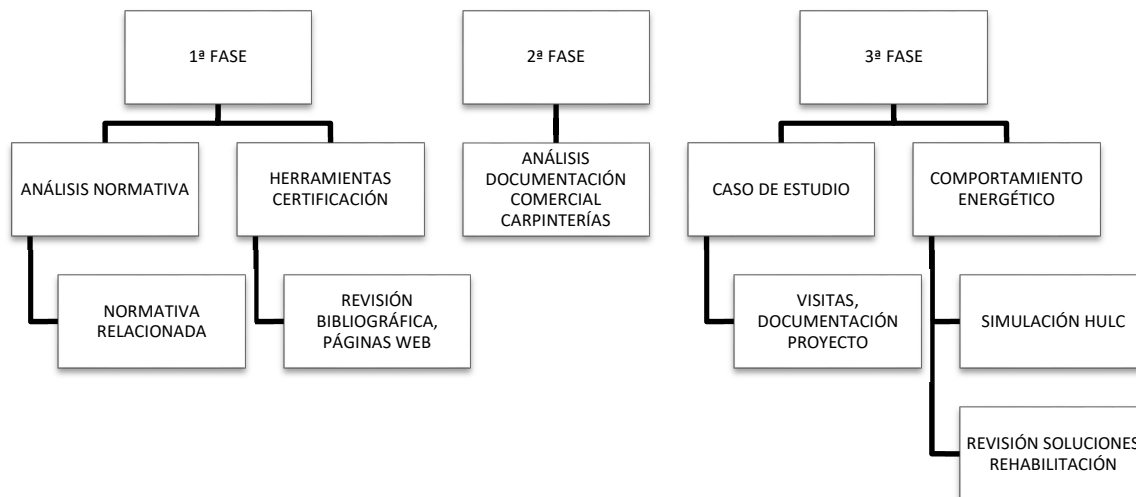 1ª FASE
2ª FASE
3ª FASE
ANÁLISIS NORMATIVA
HERRAMIENTAS
CERTIFICACIÓN
ANÁLISIS
DOCUMENTACIÓN
COMERCIAL
CARPINTERÍAS
CASO DE ESTUDIO
COMPORTAMIENTO
ENERGÉTICO
NORMATIVA
RELACIONADA
REVISIÓN
BIBLIOGRÁFICA,
PÁGINAS WEB
VISITAS,
DOCUMENTACIÓN
PROYECTO
SIMULACIÓN HULC
REVISIÓN SOLUCIONES
REHABILITACIÓN